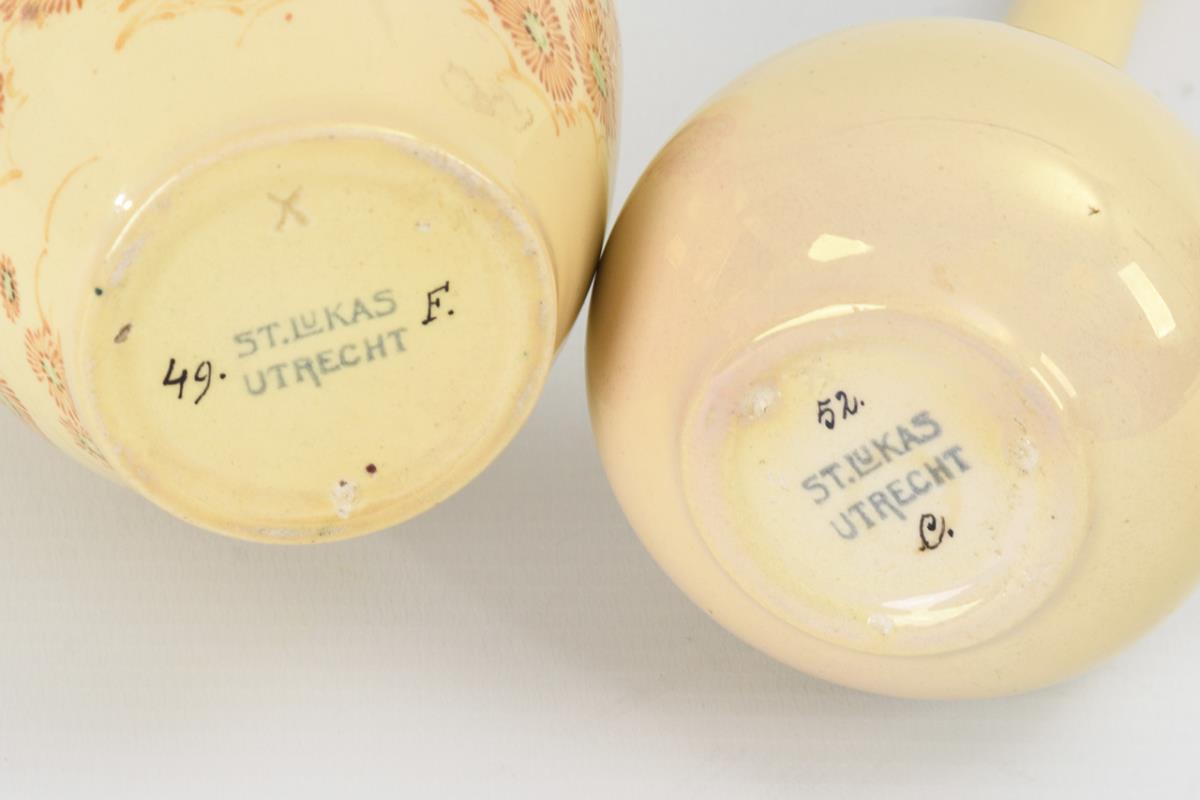 X
ST.LUKAS F.
49. UTRECHT
52.
ST.LUKAS
UTRECHT
C.